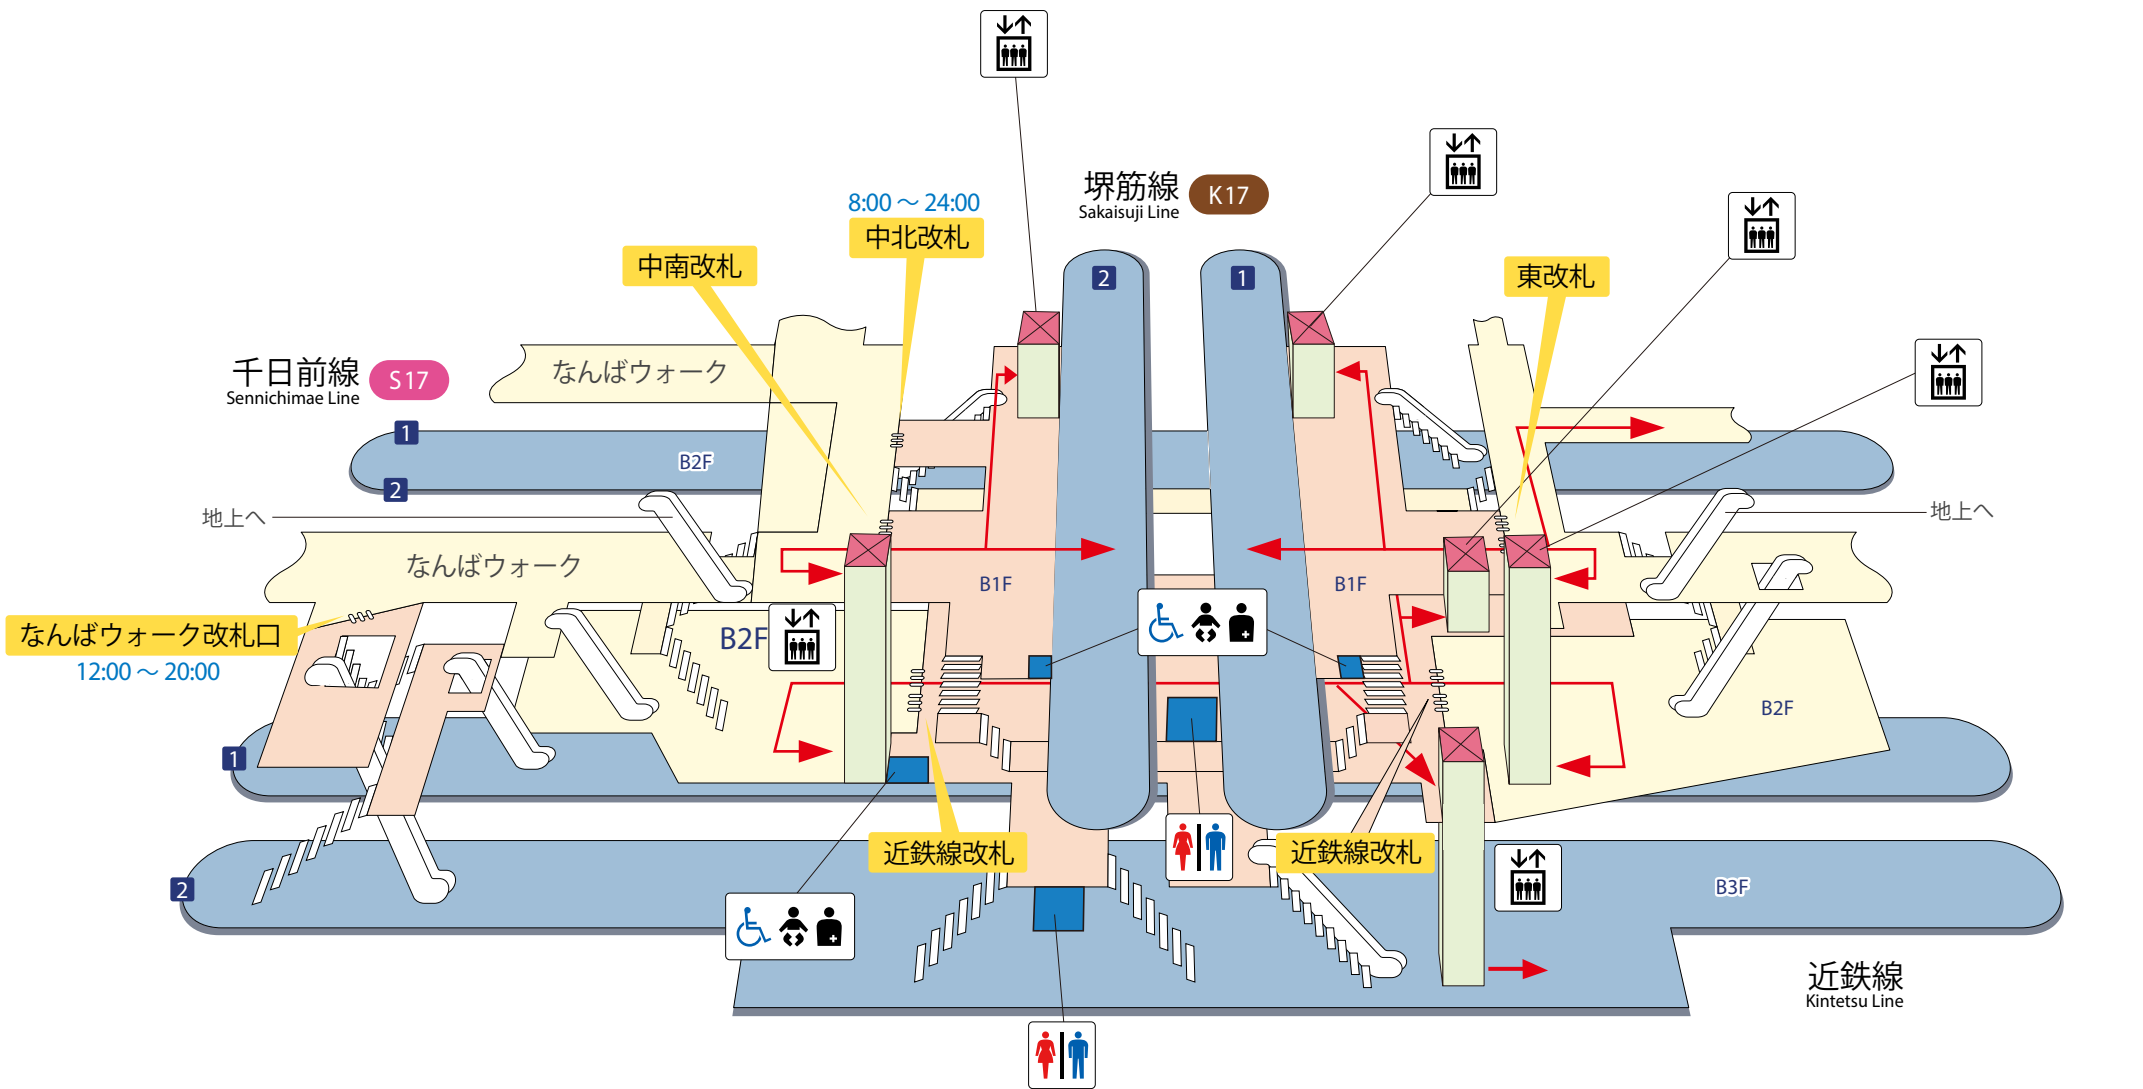 堺筋線
Sakaisuji Line
K17
8:00 ～ 24:00
中北改札
中南改札
東改札
2
1
千日前線
Sennichimae Line
S17
なんばウォーク
1
B2F
2
地上へ
地上へ
なんばウォーク
B1F
B1F
なんばウォーク改札口
12:00 ～ 20:00
B2F
B2F
1
近鉄線改札
近鉄線改札
2
B3F
近鉄線
Kintetsu Line